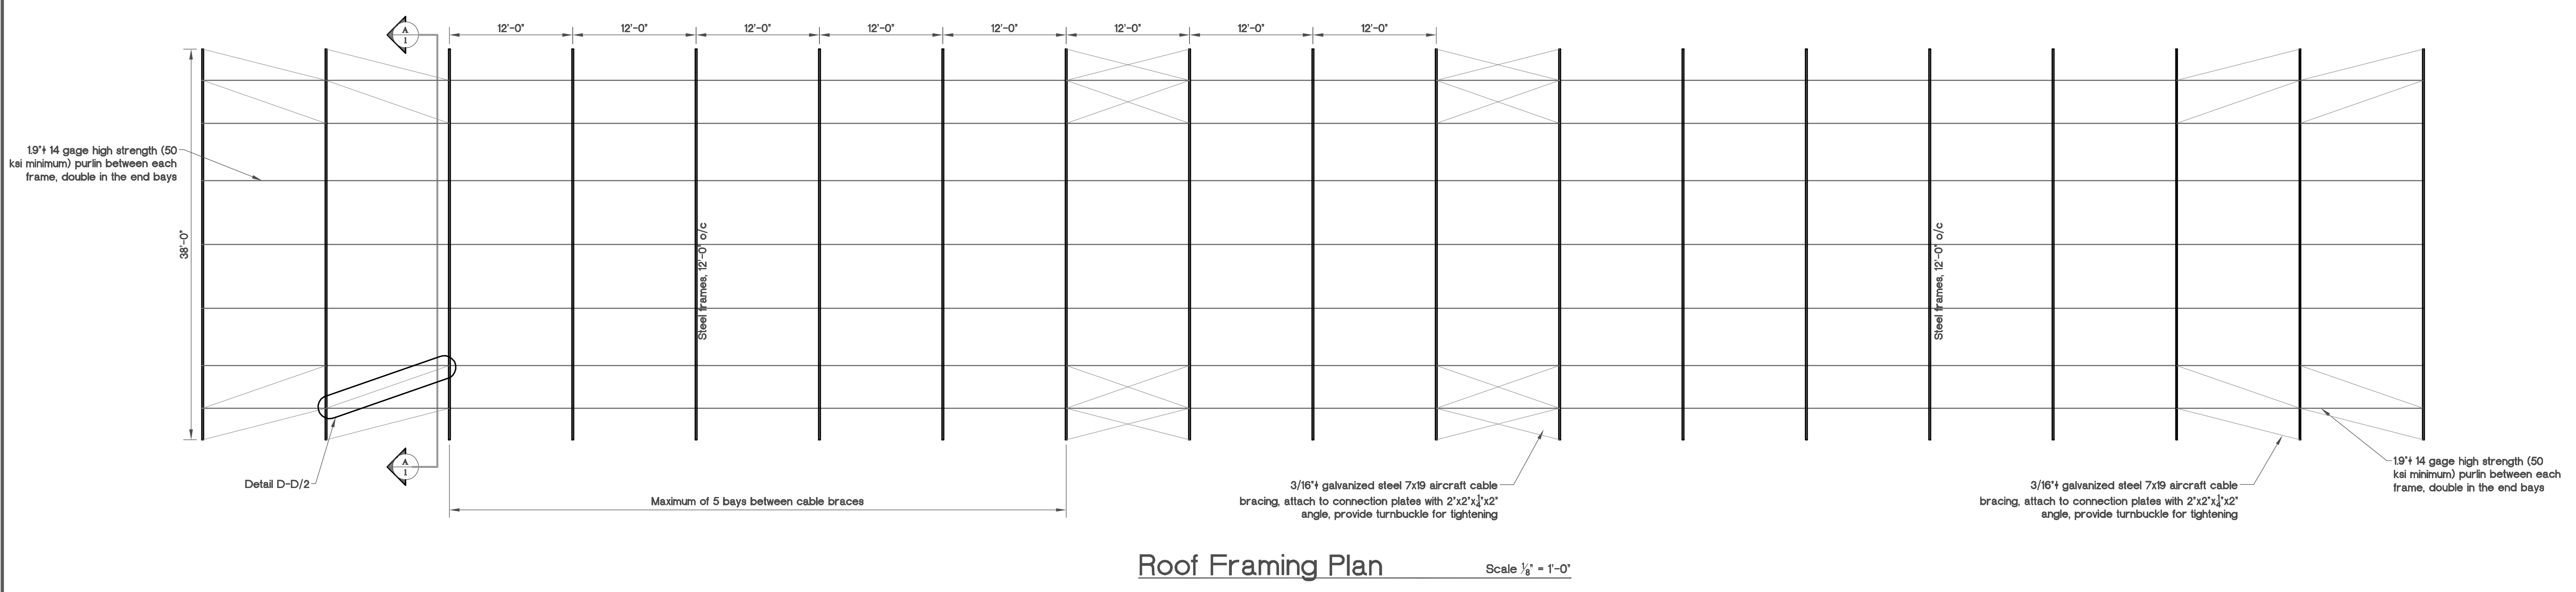 A
1
12'-0" 12'-0" 12'-0" 12'-0" 12'-0" 12'-0" 12'-0" 12'-0"
1.9"ϕ 14 gage high strength (50
ksi minimum) purlin between each
frame, double in the end bays
38'-0"
Steel frames, 12'-0" o/c
Steel frames, 12'-0" o/c
A
1
Detail D-D/2
Maximum of 5 bays between cable braces
3/16"ϕ galvanized steel 7x19 aircraft cable
bracing, attach to connection plates with 2"x2"x¼"x2"
angle, provide turnbuckle for tightening
3/16"ϕ galvanized steel 7x19 aircraft cable
bracing, attach to connection plates with 2"x2"x¼"x2"
angle, provide turnbuckle for tightening
1.9"ϕ 14 gage high strength (50
ksi minimum) purlin between each
frame, double in the end bays
Roof Framing Plan
Scale ⅛" = 1'-0"